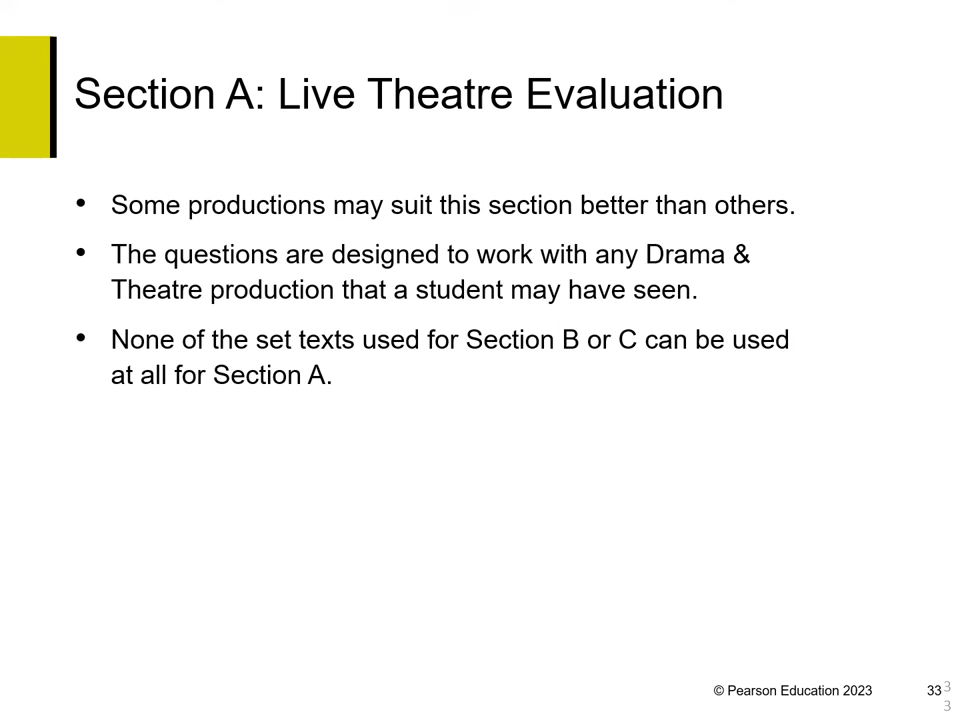 Section A: Live Theatre Evaluation
• Some productions may suit this section better than others.
• The questions are designed to work with any Drama &
Theatre production that a student may have seen.
• None of the set texts used for Section B or C can be used
at all for Section A.
© Pearson Education 2023 33
3
3